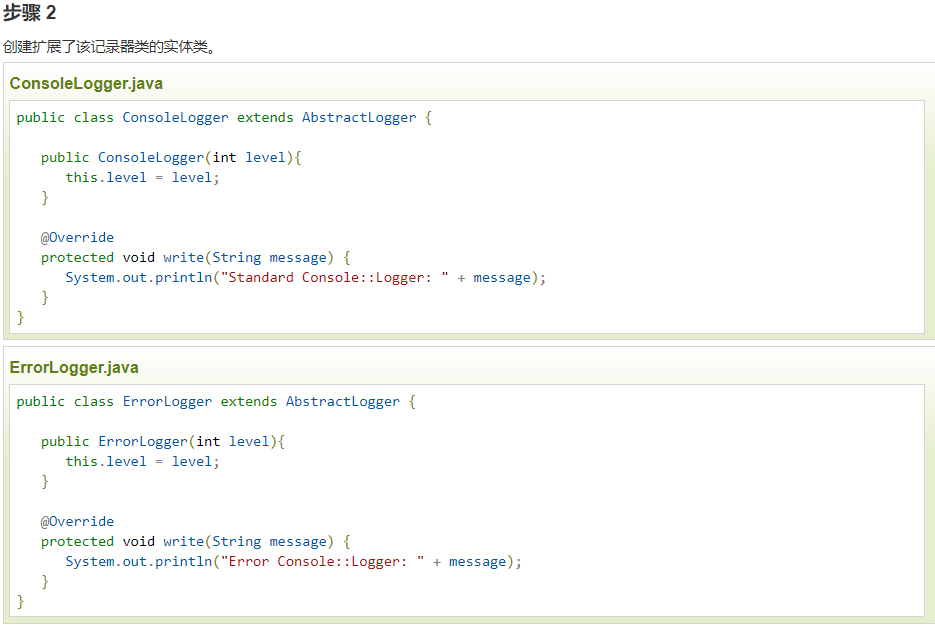 步骤 2
创建扩展了该记录器类的实体类。
ConsoleLogger.java
public class ConsoleLogger extends AbstractLogger {
   public ConsoleLogger(int level){
      this.level = level;
   }
   @Override
   protected void write(String message) {
      System.out.println("Standard Console::Logger: " + message);
   }
}
ErrorLogger.java
public class ErrorLogger extends AbstractLogger {
   public ErrorLogger(int level){
      this.level = level;
   }
   @Override
   protected void write(String message) {
      System.out.println("Error Console::Logger: " + message);
   }
}